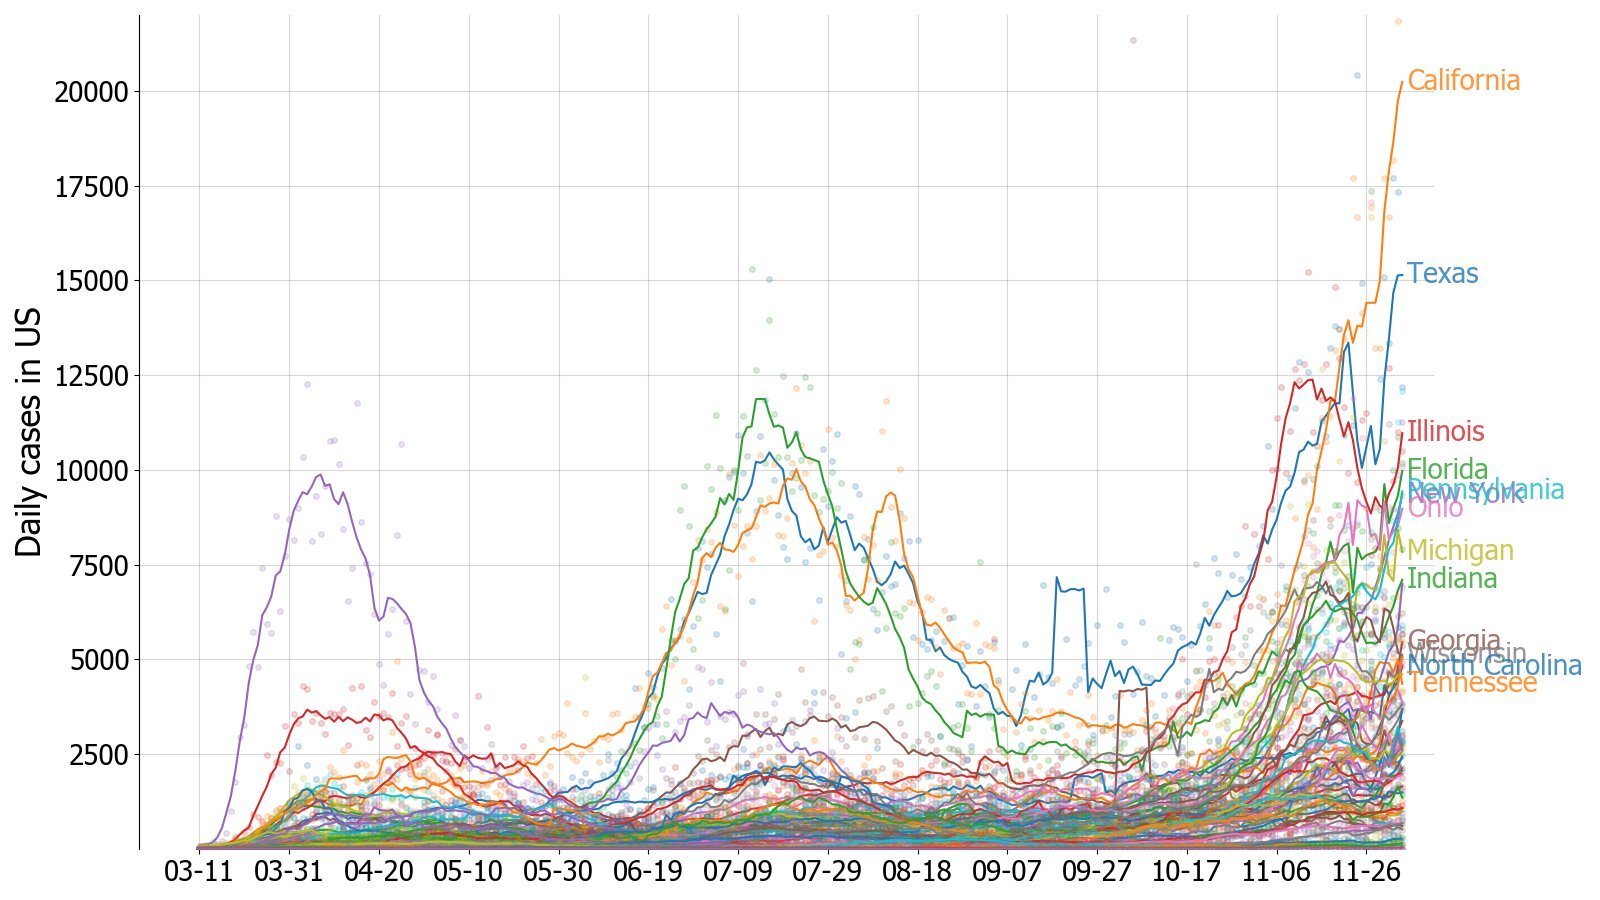 Daily cases in US
20000
17500
15000
12500
10000
7500
5000
2500
03-11 03-31 04-20 05-10 05-30 06-19 07-09 07-29 08-18 09-07 09-27 10-17 11-06 11-26
California
Texas
Illinois
Florida
Pennsylvania
New York
Ohio
Michigan
Indiana
Georgia
Wisconsin
North Carolina
Tennessee